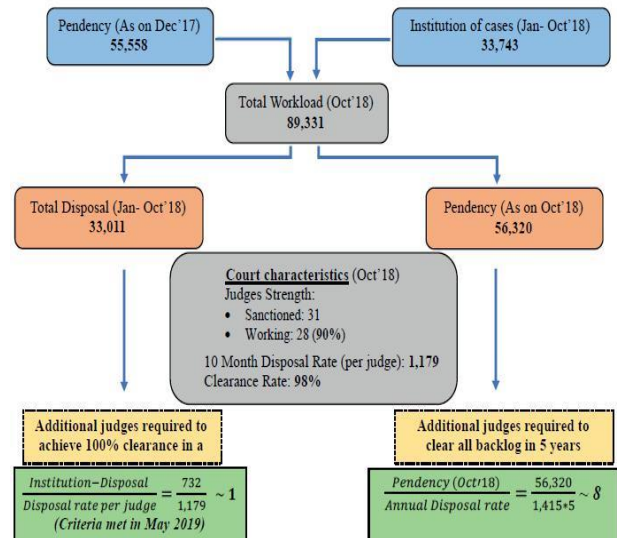 Pendency (As on Dec'17)
55,558
Institution of cases (Jan- Oct'18)
33,743
Total Workload (Oct'18)
89,331
Total Disposal (Jan- Oct'18)
33,011
Pendency (As on Oct'18)
56,320
Court characteristics (Oct'18)
Judges Strength:
• Sanctioned: 31
• Working: 28 (90%)
10 Month Disposal Rate (per judge): 1,179
Clearance Rate: 98%
Additional judges required to
achieve 100% clearance in a
Institution−Disposal / Disposal rate per judge = 732 / 1,179 ~ 1
(Criteria met in May 2019)
Additional judges required to
clear all backlog in 5 years
Pendency (Oct′18) / Annual Disposal rate = 56,320 / 1,415*5 ~ 8